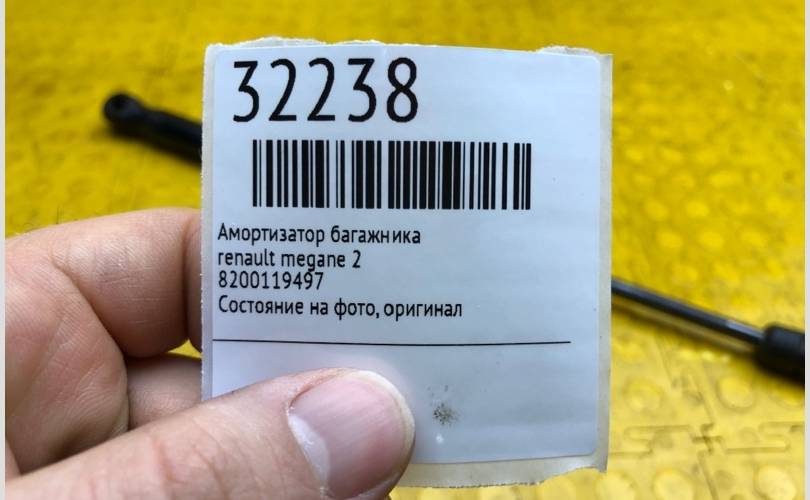 32238
Амортизатор багажника
renault megane 2
8200119497
Состояние на фото, оригинал